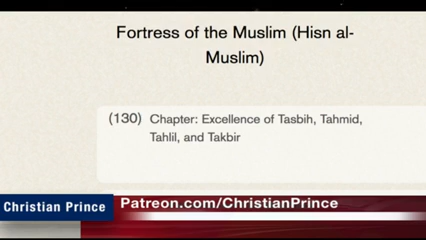 Fortress of the Muslim (Hisn al-
Muslim)
(130) Chapter: Excellence of Tasbih, Tahmid,
Tahlil, and Takbir
Christian Prince
Patreon.com/ChristianPrince